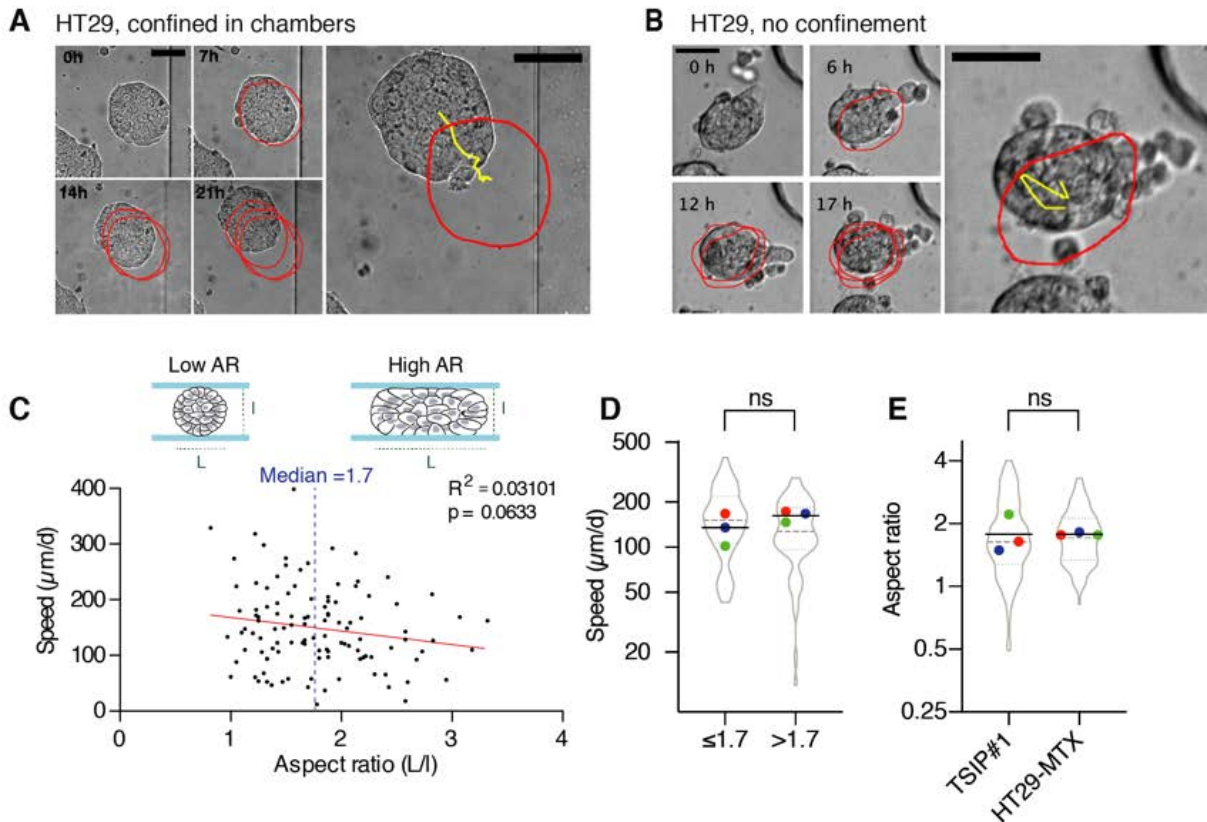 A HT29, confined in chambers
0h
7h
14h
21h
B HT29, no confinement
0 h
6 h
12 h
17 h
C
Low AR
High AR
l
l
L
L
Median =1.7
R² = 0.03101
p = 0.0633
Speed (µm/d)
400
300
200
100
0
0 1 2 3 4
Aspect ratio (L/l)
D
ns
Speed (µm/d)
500
200
100
50
20
≤1.7 >1.7
E
ns
Aspect ratio
4
2
1
0.5
0.25
TSIP#1
HT29-MTX